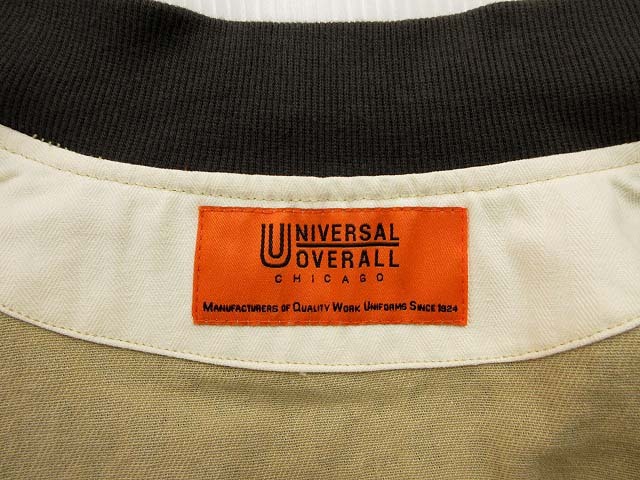 UNIVERSAL
OVERALL
CHICAGO
MANUFACTURERS OF QUALITY WORK UNIFORMS SINCE 1924